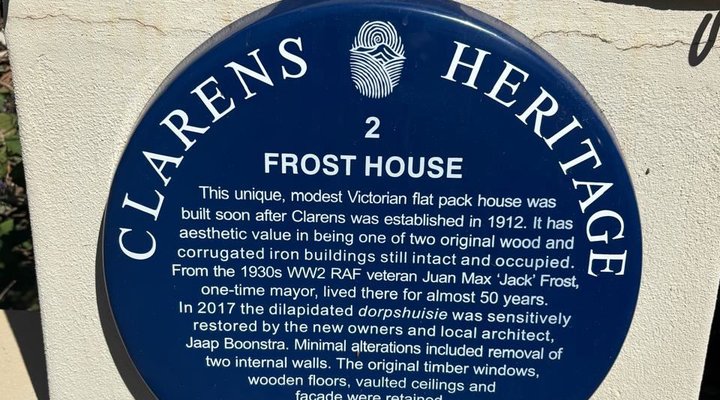 CLARENS HERITAGE
2
FROST HOUSE
This unique, modest Victorian flat pack house was
built soon after Clarens was established in 1912. It has
aesthetic value in being one of two original wood and
corrugated iron buildings still intact and occupied.
From the 1930s WW2 RAF veteran Juan Max ‘Jack’ Frost,
one-time mayor, lived there for almost 50 years.
In 2017 the dilapidated dorpshuisie was sensitively
restored by the new owners and local architect,
Jaap Boonstra. Minimal alterations included removal of
two internal walls. The original timber windows,
wooden floors, vaulted ceilings and
façade were retained